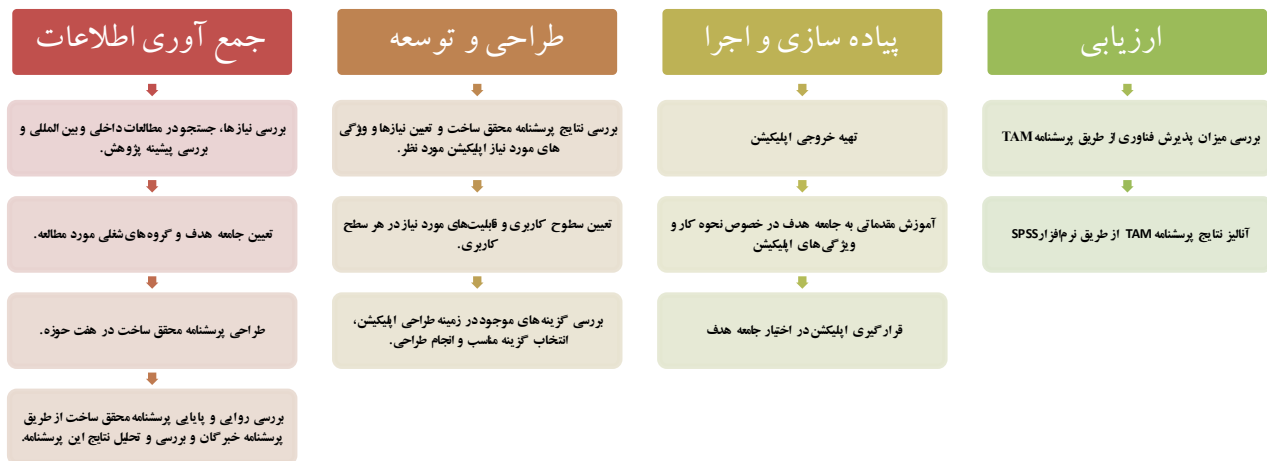 جمع آوری اطلاعات
بررسی نیازها، جستجو در مطالعات داخلی و بین المللی و
بررسی پیشینه پژوهش.
تعیین جامعه هدف و گروه‌های شغلی مورد مطالعه.
طراحی پرسشنامه محقق ساخت در هفت حوزه.
بررسی روایی و پایایی پرسشنامه محقق ساخت از طریق
پرسشنامه خبرگان و بررسی و تحلیل نتایج این پرسشنامه.
طراحی و توسعه
بررسی نتایج پرسشنامه محقق ساخت و تعین نیازها و وژگی
های مورد نیاز اپلیکیشن مورد نظر.
تعیین سطوح کاربری و قابلیت‌های مورد نیاز در هر سطح
کاربری.
بررسی گزینه های موجود در زمینه طراحی اپلیکیشن،
انتخاب گزینه مناسب و انجام طراحی.
پیاده سازی و اجرا
تهیه خروجی اپلیکیشن
آموزش مقدماتی به جامعه هدف در خصوص نحوه کار و
ویژگی های اپلیکیشن
قرارگیری اپلیکشن در اختیار جامعه هدف
ارزیابی
بررسی میزان پذیرش فناوری از طریق پرسشنامه TAM
آنالیز نتایج پرسشنامه TAM از طریق نرم‌افزار SPSS